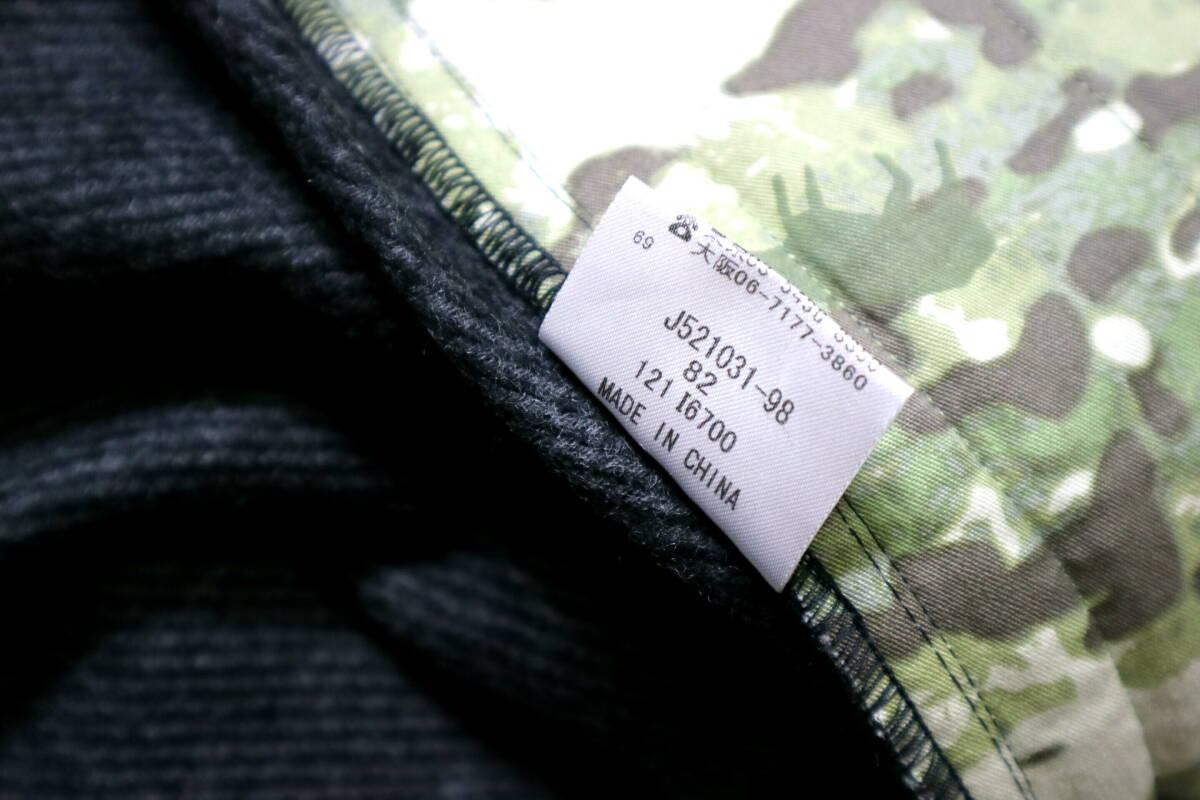 69
☎
大阪06-7177-3860
J521031-98
82
121 I6700
MADE IN CHINA